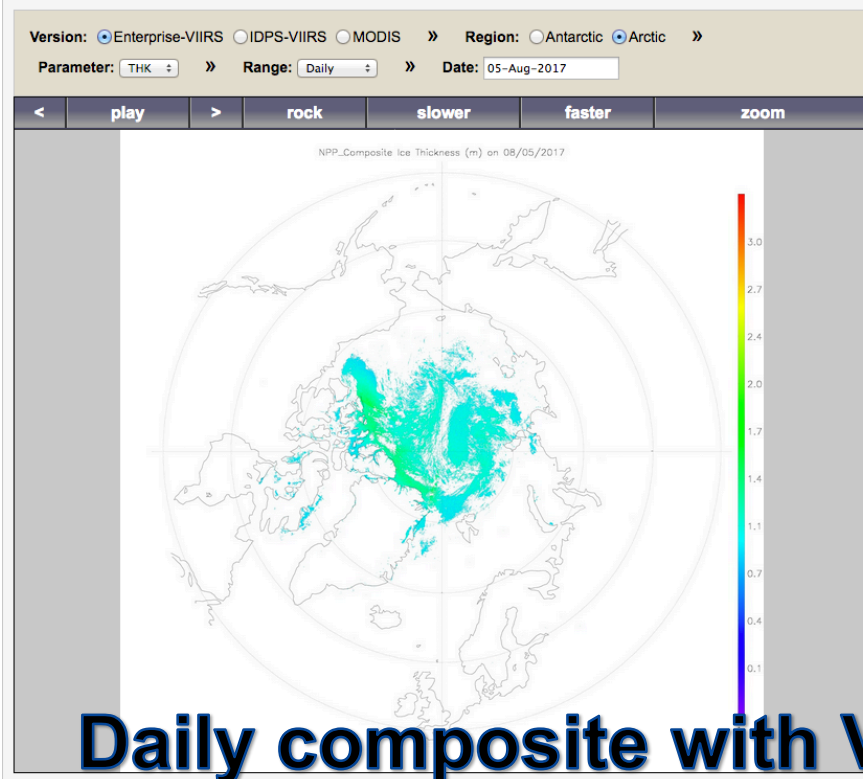 Version: Enterprise-VIIRS IDPS-VIIRS MODIS » Region: Antarctic Arctic »
Parameter: THK » Range: Daily » Date: 05-Aug-2017
< play > rock slower faster zoom
NPP_Composite Ice Thickness (m) on 08/05/2017
3.0
2.7
2.4
2.0
1.7
1.4
1.1
0.7
0.4
0.1
Daily composite with V